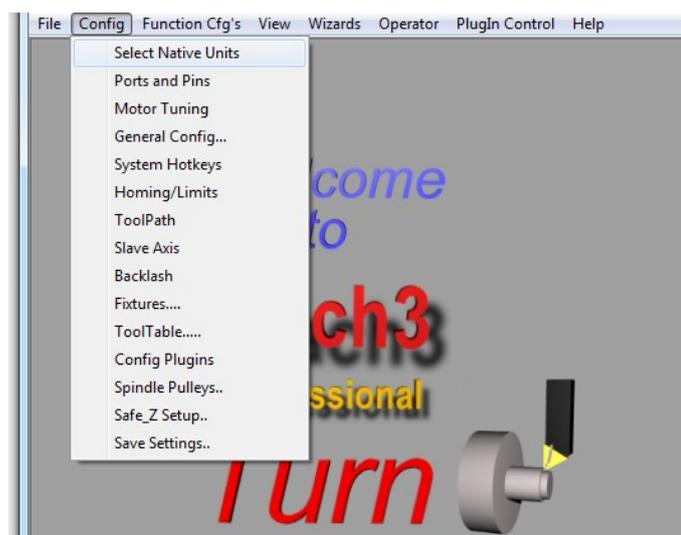 File Config Function Cfg's View Wizards Operator PlugIn Control Help
Select Native Units
Ports and Pins
Motor Tuning
General Config...
System Hotkeys
Homing/Limits
ToolPath
Slave Axis
Backlash
Fixtures....
ToolTable.....
Config Plugins
Spindle Pulleys..
Safe_Z Setup..
Save Settings..
lcome
to
ch3
ssional
Turn